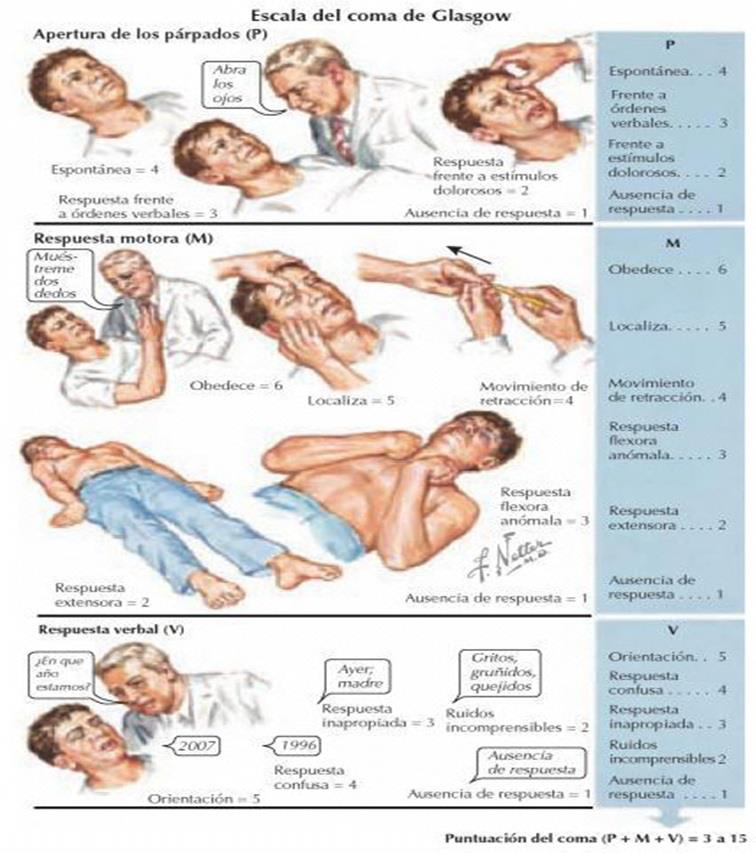 Escala del coma de Glasgow
Apertura de los párpados (P)
Abra
los
ojos
Espontánea = 4
Respuesta frente
a órdenes verbales = 3
Respuesta
frente a estímulos
dolorosos = 2
Ausencia de respuesta = 1
P
Espontánea. . . 4
Frente a
órdenes
verbales. . . . . 3
Frente a
estímulos
dolorosos. . . . 2
Ausencia de
respuesta . . . . 1
Respuesta motora (M)
Mués-
treme
dos
dedos
Obedece = 6
Localiza = 5
Movimiento de
retracción=4
Respuesta
extensora = 2
Respuesta
flexora
anómala = 3
F. Netter
M.D.
Ausencia de respuesta = 1
M
Obedece . . . . 6
Localiza. . . . . 5
Movimiento
de retracción. . 4
Respuesta
flexora
anómala. . . . . 3
Respuesta
extensora . . . . 2
Ausencia de
respuesta . . . . 1
Respuesta verbal (V)
¿En que
año
estamos?
2007
Orientación = 5
1996
Respuesta
confusa = 4
Ayer;
madre
Respuesta
inapropiada = 3
Gritos,
gruñidos,
quejidos
Ruidos
incomprensibles = 2
Ausencia
de respuesta
Ausencia de respuesta = 1
V
Orientación. . 5
Respuesta
confusa . . . . . 4
Respuesta
inapropiada . . 3
Ruidos
incomprensibles 2
Ausencia de
respuesta . . . . 1
Puntuación del coma (P + M + V) = 3 a 15